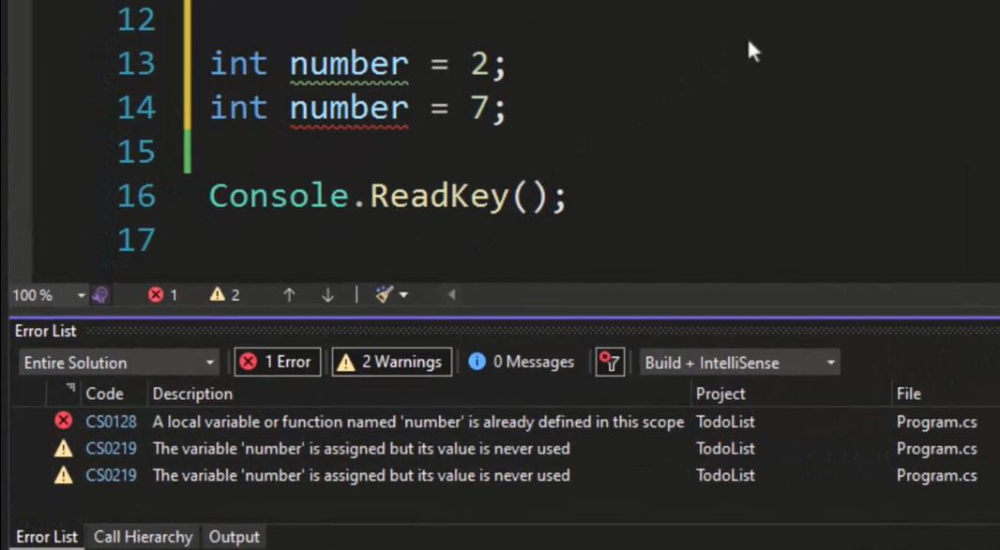 12
13 int number = 2;
14 int number = 7;
15
16 Console.ReadKey();
17
100 % 1 2
Error List
Entire Solution 1 Error 2 Warnings 0 Messages Build + IntelliSense
Code Description Project File
CS0128 A local variable or function named 'number' is already defined in this scope TodoList Program.cs
CS0219 The variable 'number' is assigned but its value is never used TodoList Program.cs
CS0219 The variable 'number' is assigned but its value is never used TodoList Program.cs
Error List Call Hierarchy Output